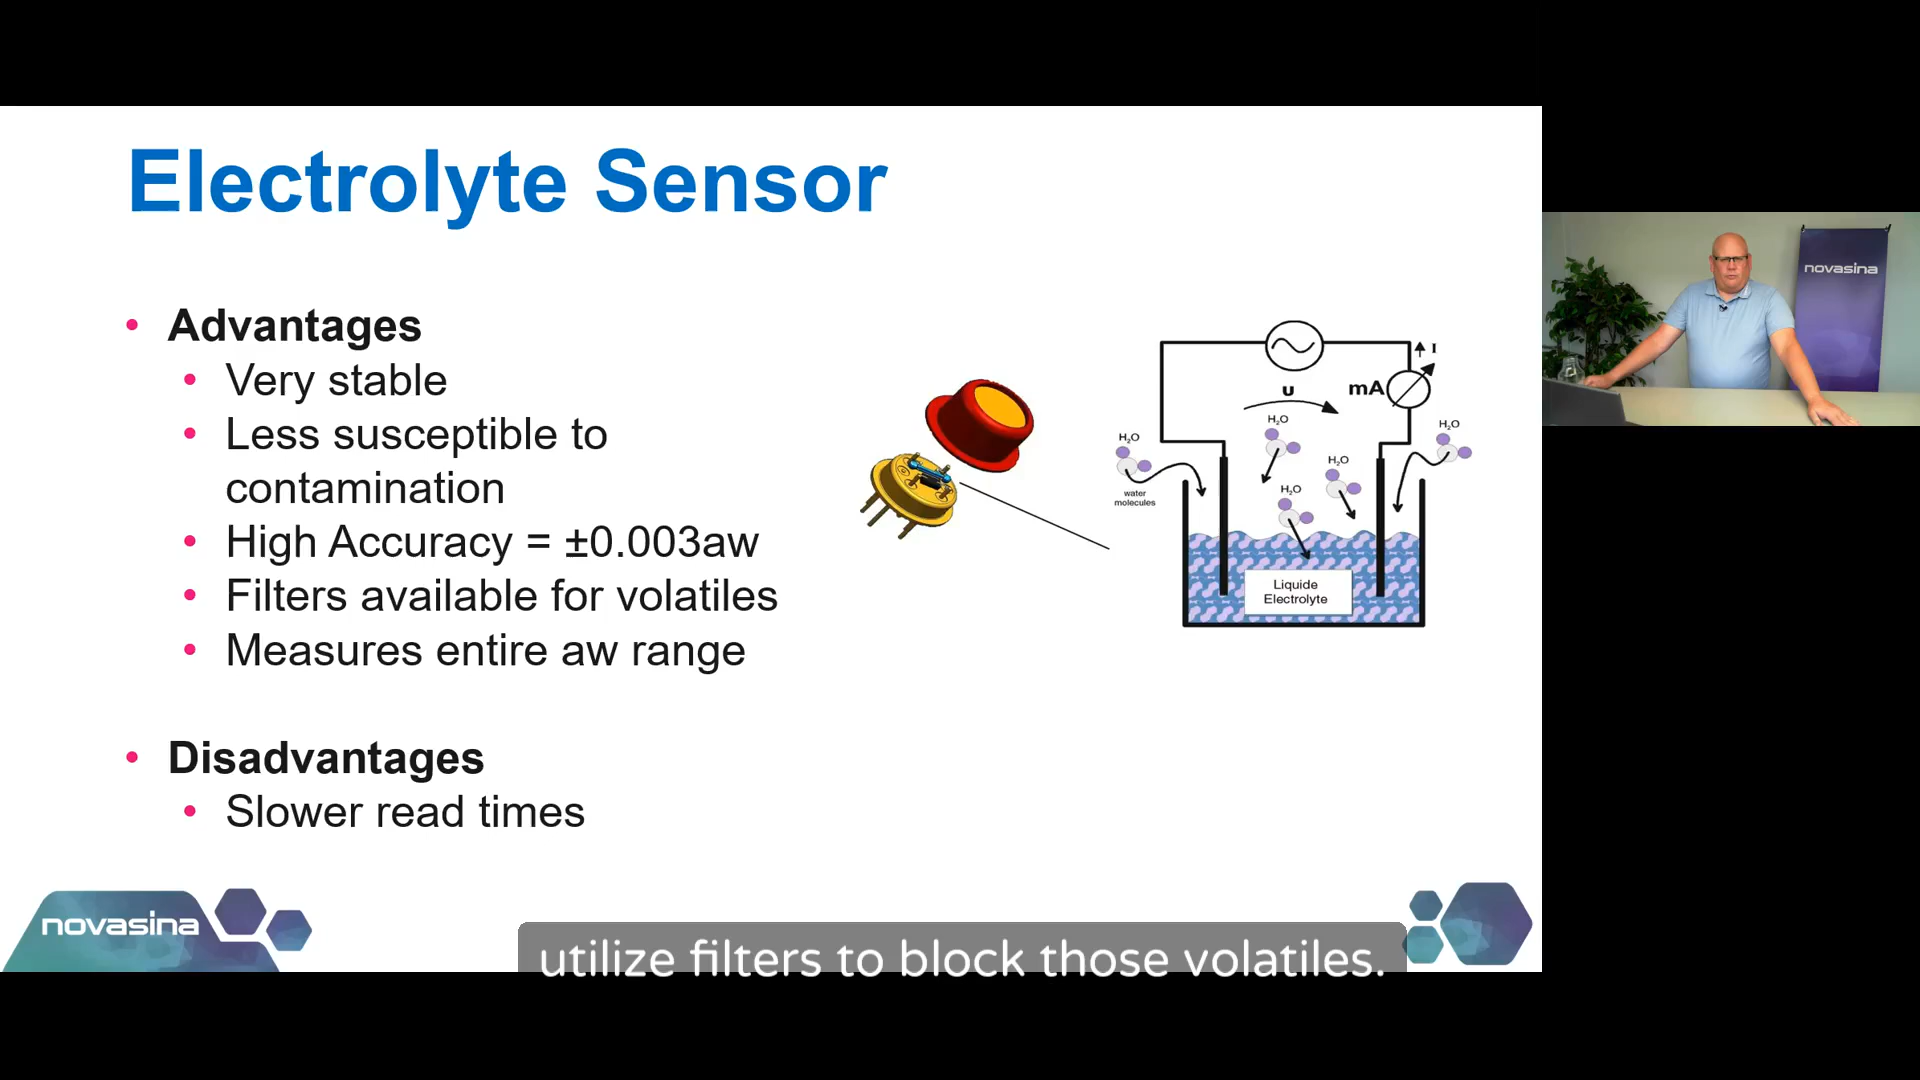 Electrolyte Sensor
• Advantages
• Very stable
• Less susceptible to
contamination
• High Accuracy = ±0.003aw
• Filters available for volatiles
• Measures entire aw range
• Disadvantages
• Slower read times
I
U
mA
H₂O
H₂O
H₂O
H₂O
H₂O
water
molecules
Liquide
Electrolyte
novasina
novasina
utilize filters to block those volatiles.